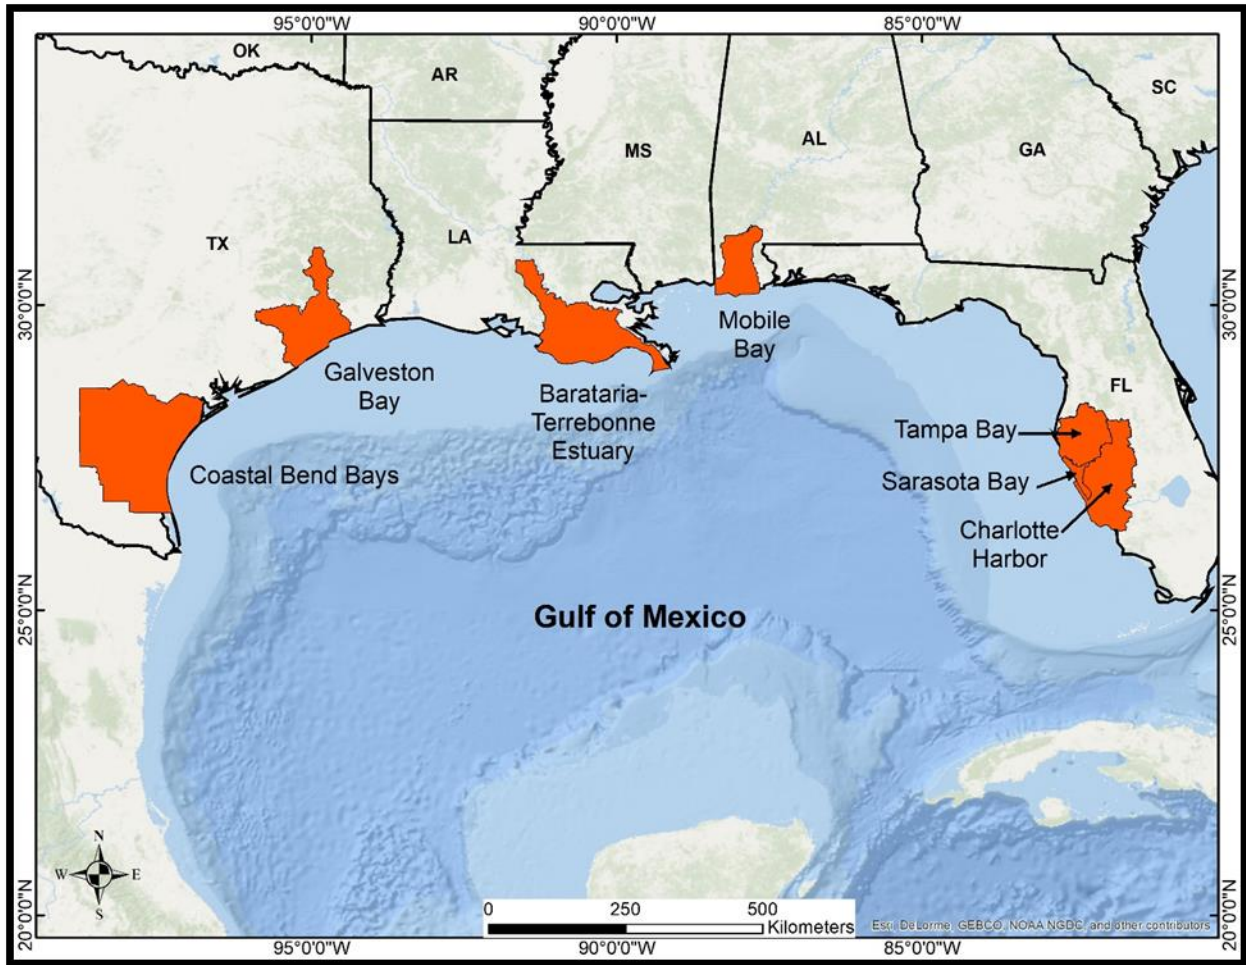 95°0'0"W
90°0'0"W
85°0'0"W
OK
AR
SC
MS
AL
GA
TX
LA
30°0'0"N
30°0'0"N
Mobile
Bay
Galveston
Bay
Barataria-
Terrebonne
Estuary
FL
Tampa Bay
Coastal Bend Bays
Sarasota Bay
Charlotte
Harbor
25°0'0"N
Gulf of Mexico
25°0'0"N
N
W
E
S
0
250
500
Kilometers
Esri, DeLorme, GEBCO, NOAA NGDC, and other contributors
20°0'0"N
20°0'0"N
95°0'0"W
90°0'0"W
85°0'0"W